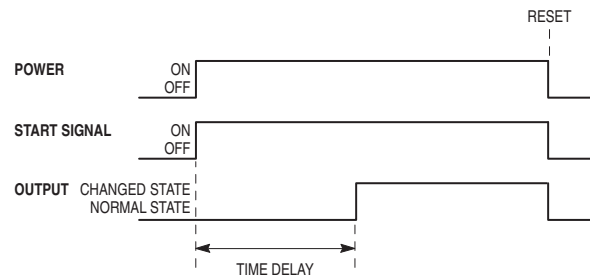 RESET
POWER ON
OFF
START SIGNAL ON
OFF
OUTPUT CHANGED STATE
NORMAL STATE
TIME DELAY